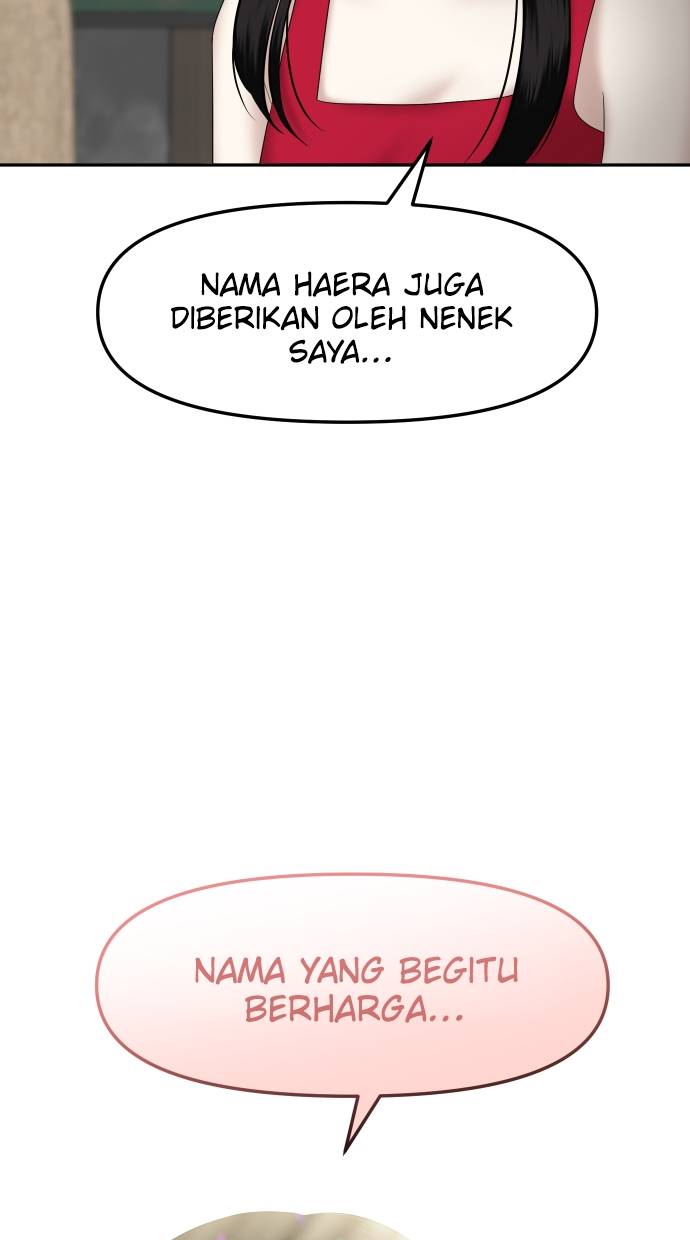 NAMA HAERA JUGA
DIBERIKAN OLEH NENEK
SAYA...
NAMA YANG BEGITU
BERHARGA...